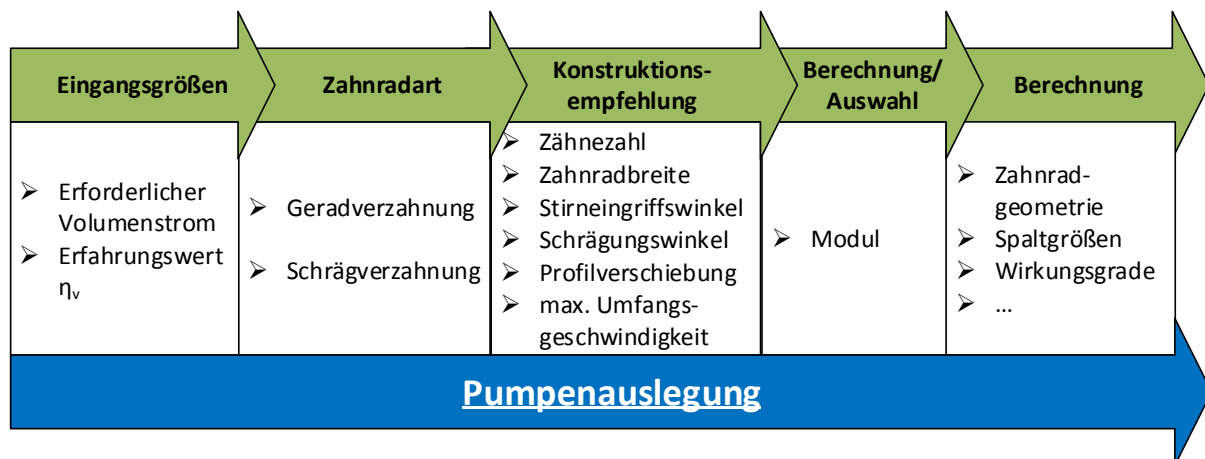 Eingangsgrößen
Zahnradart
Konstruktions-
empfehlung
Berechnung/
Auswahl
Berechnung
➢ Erforderlicher
Volumenstrom
➢ Erfahrungswert
ηᵥ
➢ Geradverzahnung
➢ Schrägverzahnung
➢ Zähnezahl
➢ Zahnradbreite
➢ Stirneingriffswinkel
➢ Schrägungswinkel
➢ Profilverschiebung
➢ max. Umfangs-
geschwindigkeit
➢ Modul
➢ Zahnrad-
geometrie
➢ Spaltgrößen
➢ Wirkungsgrade
➢ ...
Pumpenauslegung